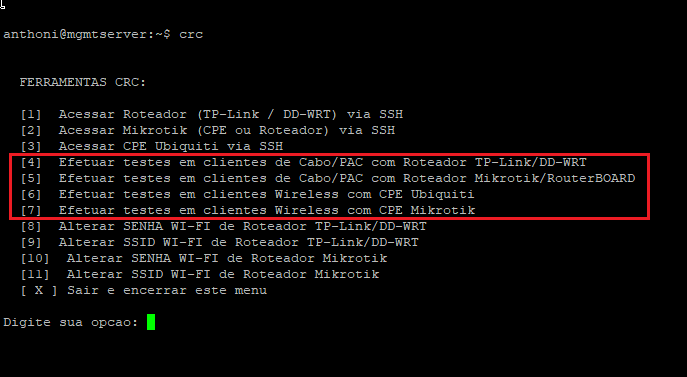 anthoni@mgmtserver:~$ crc
FERRAMENTAS CRC:
[1] Acessar Roteador (TP-Link / DD-WRT) via SSH
[2] Acessar Mikrotik (CPE ou Roteador) via SSH
[3] Acessar CPE Ubiquiti via SSH
[4] Efetuar testes em clientes de Cabo/PAC com Roteador TP-Link/DD-WRT
[5] Efetuar testes em clientes de Cabo/PAC com Roteador Mikrotik/RouterBOARD
[6] Efetuar testes em clientes Wireless com CPE Ubiquiti
[7] Efetuar testes em clientes Wireless com CPE Mikrotik
[8] Alterar SENHA WI-FI de Roteador TP-Link/DD-WRT
[9] Alterar SSID WI-FI de Roteador TP-Link/DD-WRT
[10] Alterar SENHA WI-FI de Roteador Mikrotik
[11] Alterar SSID WI-FI de Roteador Mikrotik
[ X ] Sair e encerrar este menu
Digite sua opcao: